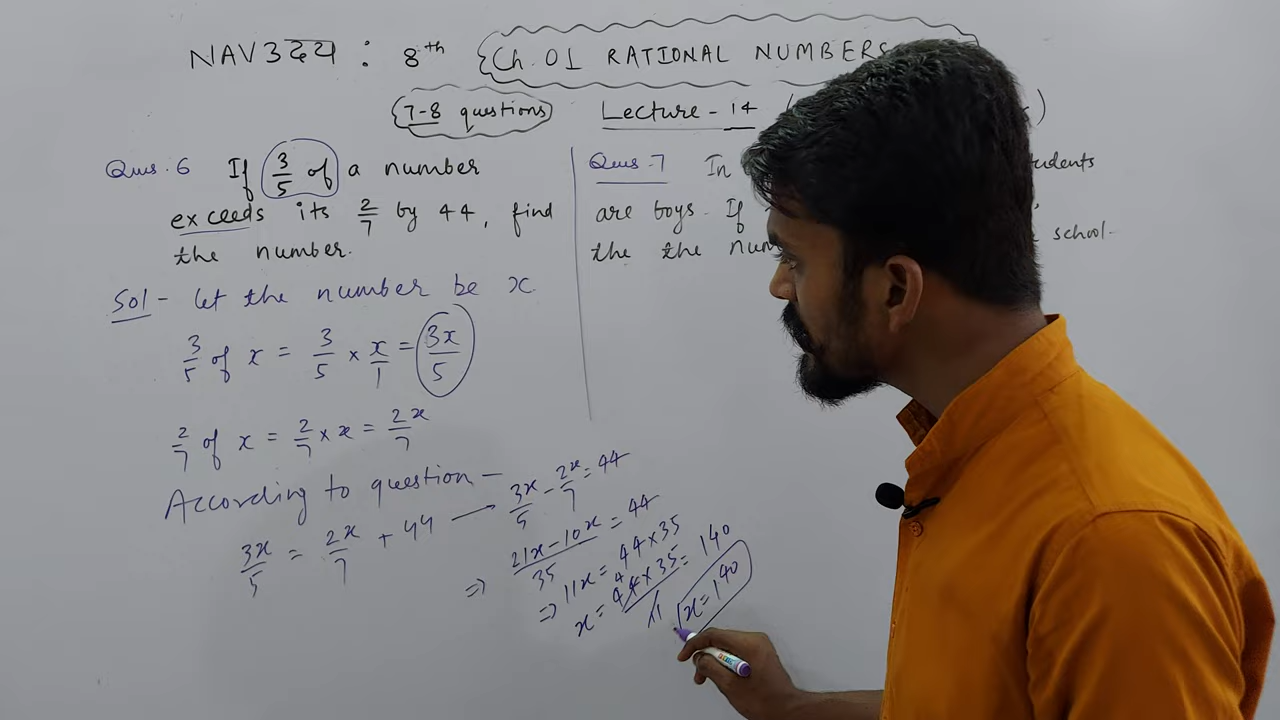 NAV3दय : 8th Ch. 01 RATIONAL NUMBERS
7-8 questions Lecture - 14 (
Ques. 6 If 3/5 of a number
exceeds its 2/7 by 44, find
the number.
Sol - let the number be x
3/5 of x = 3/5 × x/1 = 3x/5
2/7 of x = 2/7 × x = 2x/7
According to question –
3x/5 = 2x/7 + 44 → 3x/5 - 2x/7 = 44
⇒ 21x - 10x/35 = 44
⇒ 11x = 44 × 35
x = 44 × 35/11 = 140
x = 140
Ques. 7 In
are boys. If
the the school.